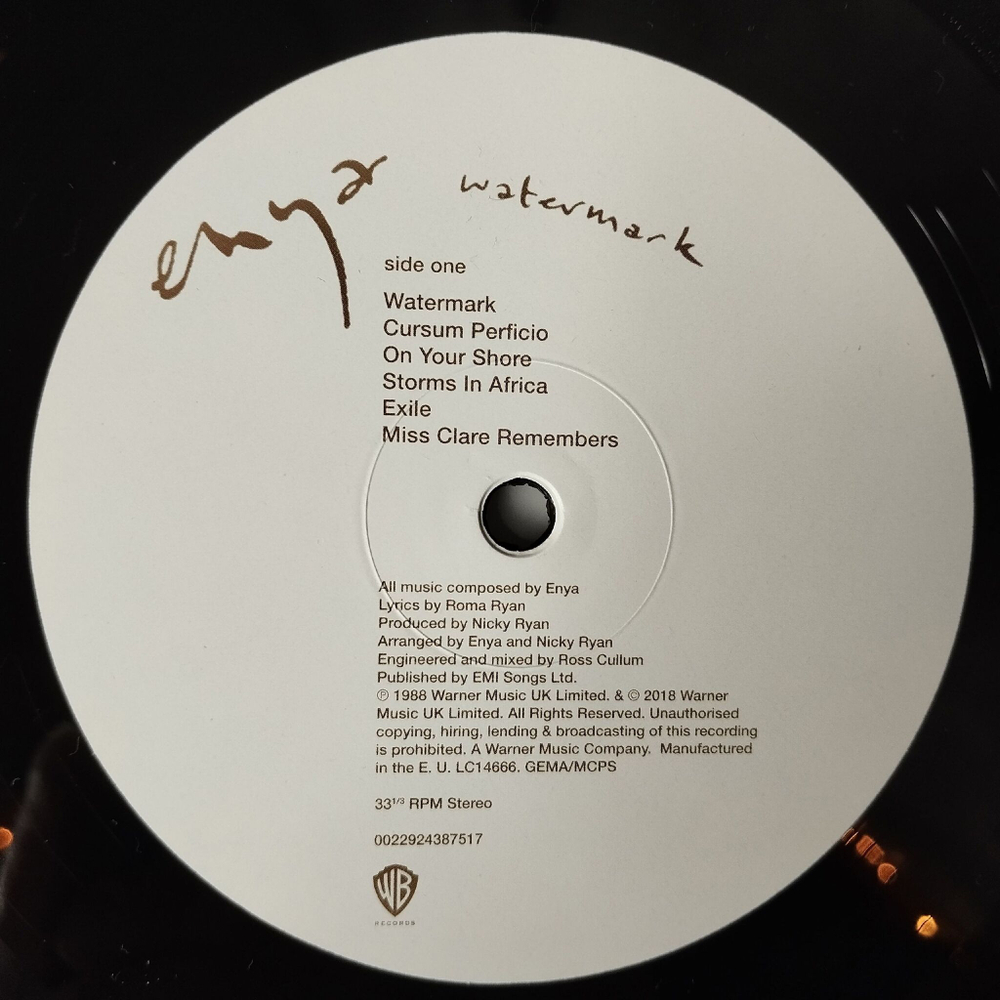 enya watermark
side one
Watermark
Cursum Perficio
On Your Shore
Storms In Africa
Exile
Miss Clare Remembers
All music composed by Enya
Lyrics by Roma Ryan
Produced by Nicky Ryan
Arranged by Enya and Nicky Ryan
Engineered and mixed by Ross Cullum
Published by EMI Songs Ltd.
℗ 1988 Warner Music UK Limited. & © 2018 Warner
Music UK Limited. All Rights Reserved. Unauthorised
copying, hiring, lending & broadcasting of this recording
is prohibited. A Warner Music Company. Manufactured
in the E. U. LC14666. GEMA/MCPS
33¹/³ RPM Stereo
0022924387517
WB
RECORDS